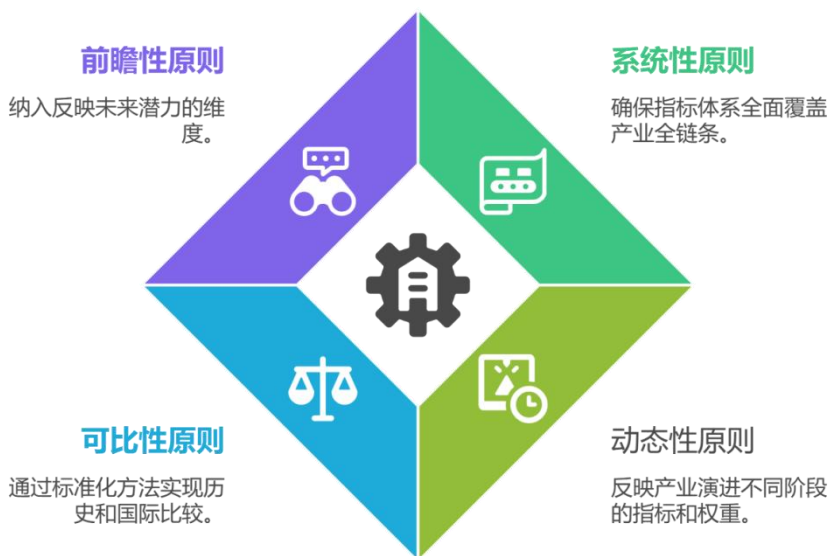 前瞻性原则
纳入反映未来潜力的维
度。
系统性原则
确保指标体系全面覆盖
产业全链条。
可比性原则
通过标准化方法实现历
史和国际比较。
动态性原则
反映产业演进不同阶段
的指标和权重。